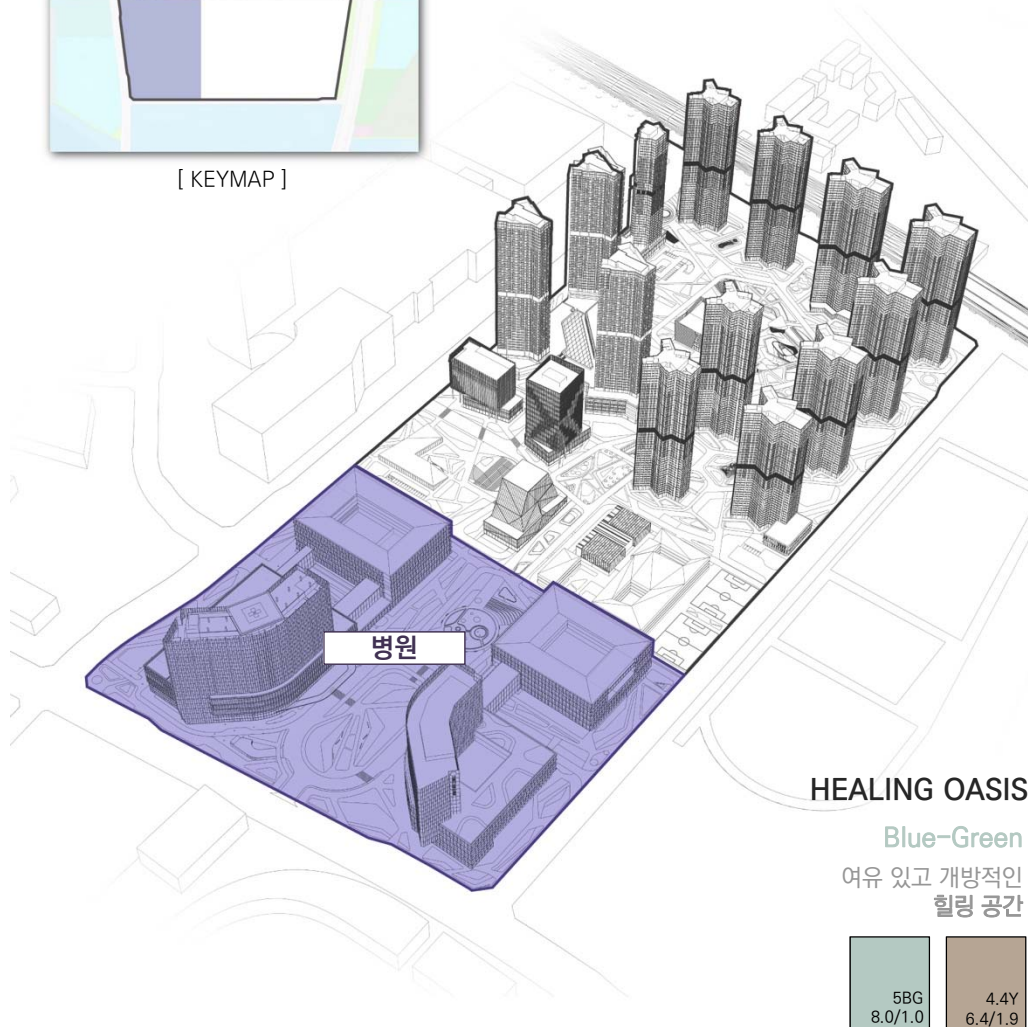 [ KEYMAP ]
병원
HEALING OASIS
Blue-Green
여유 있고 개방적인
힐링 공간
5BG
8.0/1.0
4.4Y
6.4/1.9